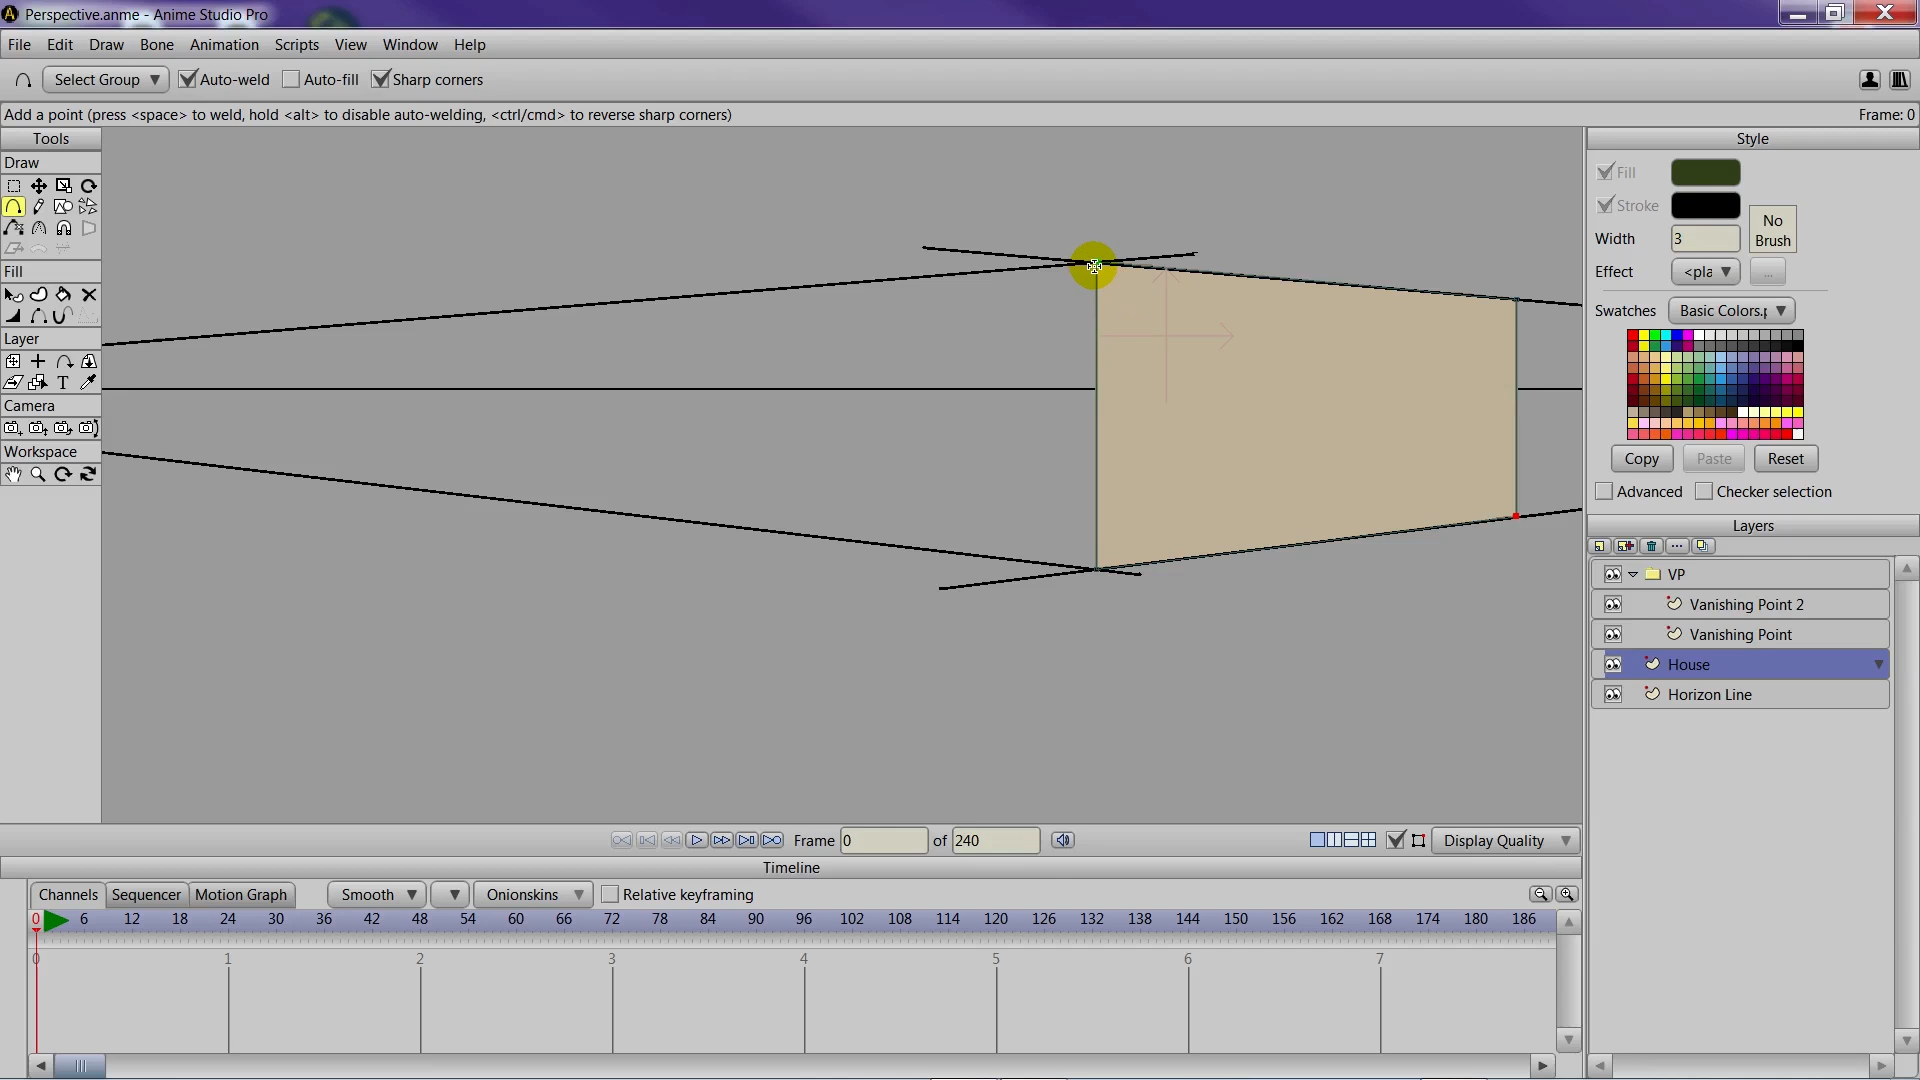 Perspective.anme - Anime Studio Pro
File Edit Draw Bone Animation Scripts View Window Help
Select Group Auto-weld Auto-fill Sharp corners
Add a point (press <space> to weld, hold <alt> to disable auto-welding, <ctrl/cmd> to reverse sharp corners) Frame: 0
Tools
Draw
Fill
Layer
T
Camera
Workspace
Style
Fill
Stroke
No Brush
Width 3
Effect <pla ...
Swatches Basic Colors.p
Copy Paste Reset
Advanced Checker selection
Layers
VP
Vanishing Point 2
Vanishing Point
House
Horizon Line
Frame 0 of 240 Display Quality
Timeline
Channels Sequencer Motion Graph Smooth Onionskins Relative keyframing
0 6 12 18 24 30 36 42 48 54 60 66 72 78 84 90 96 102 108 114 120 126 132 138 144 150 156 162 168 174 180 186
0 1 2 3 4 5 6 7